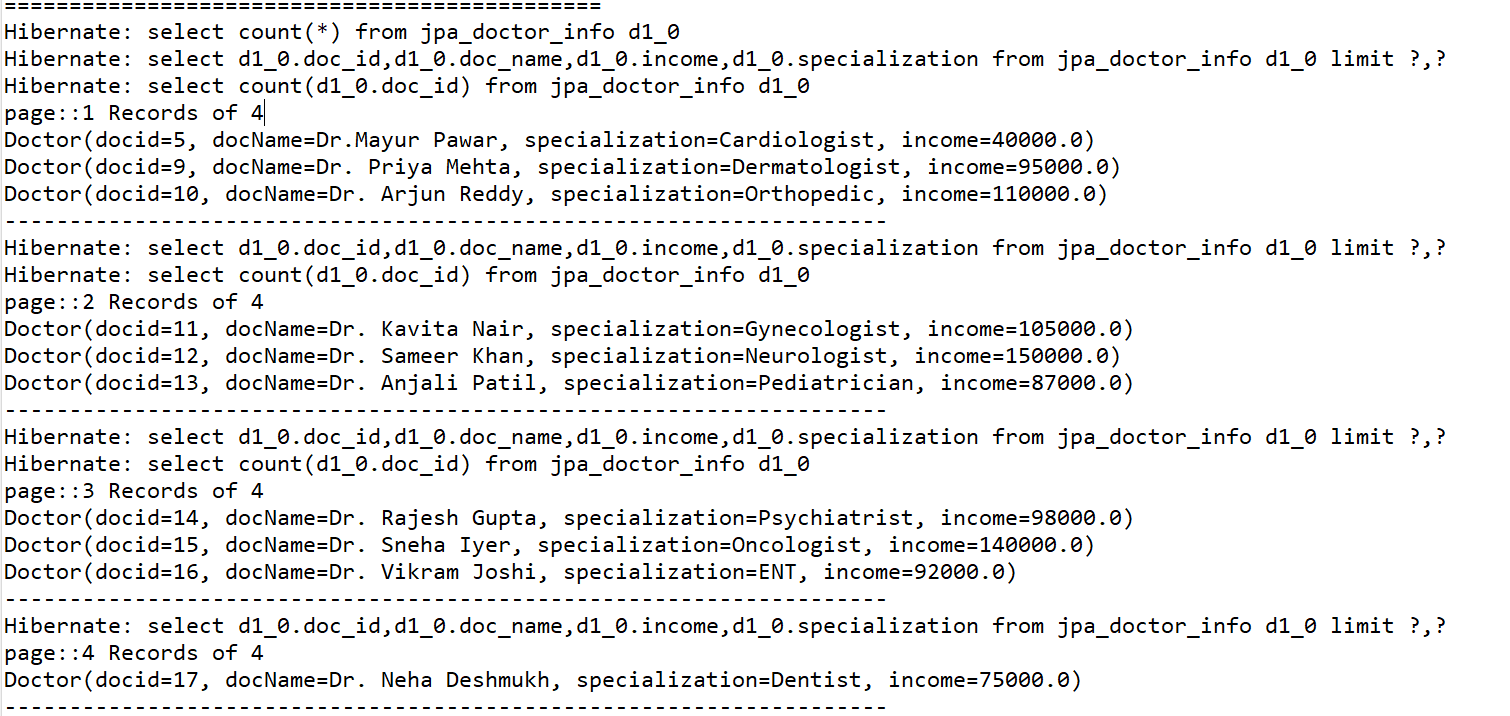 ==============================================
Hibernate: select count(*) from jpa_doctor_info d1_0
Hibernate: select d1_0.doc_id,d1_0.doc_name,d1_0.income,d1_0.specialization from jpa_doctor_info d1_0 limit ?,?
Hibernate: select count(d1_0.doc_id) from jpa_doctor_info d1_0
page::1 Records of 4
Doctor(docid=5, docName=Dr.Mayur Pawar, specialization=Cardiologist, income=40000.0)
Doctor(docid=9, docName=Dr. Priya Mehta, specialization=Dermatologist, income=95000.0)
Doctor(docid=10, docName=Dr. Arjun Reddy, specialization=Orthopedic, income=110000.0)
--------------------------------------------------------------------
Hibernate: select d1_0.doc_id,d1_0.doc_name,d1_0.income,d1_0.specialization from jpa_doctor_info d1_0 limit ?,?
Hibernate: select count(d1_0.doc_id) from jpa_doctor_info d1_0
page::2 Records of 4
Doctor(docid=11, docName=Dr. Kavita Nair, specialization=Gynecologist, income=105000.0)
Doctor(docid=12, docName=Dr. Sameer Khan, specialization=Neurologist, income=150000.0)
Doctor(docid=13, docName=Dr. Anjali Patil, specialization=Pediatrician, income=87000.0)
--------------------------------------------------------------------
Hibernate: select d1_0.doc_id,d1_0.doc_name,d1_0.income,d1_0.specialization from jpa_doctor_info d1_0 limit ?,?
Hibernate: select count(d1_0.doc_id) from jpa_doctor_info d1_0
page::3 Records of 4
Doctor(docid=14, docName=Dr. Rajesh Gupta, specialization=Psychiatrist, income=98000.0)
Doctor(docid=15, docName=Dr. Sneha Iyer, specialization=Oncologist, income=140000.0)
Doctor(docid=16, docName=Dr. Vikram Joshi, specialization=ENT, income=92000.0)
--------------------------------------------------------------------
Hibernate: select d1_0.doc_id,d1_0.doc_name,d1_0.income,d1_0.specialization from jpa_doctor_info d1_0 limit ?,?
page::4 Records of 4
Doctor(docid=17, docName=Dr. Neha Deshmukh, specialization=Dentist, income=75000.0)
--------------------------------------------------------------------